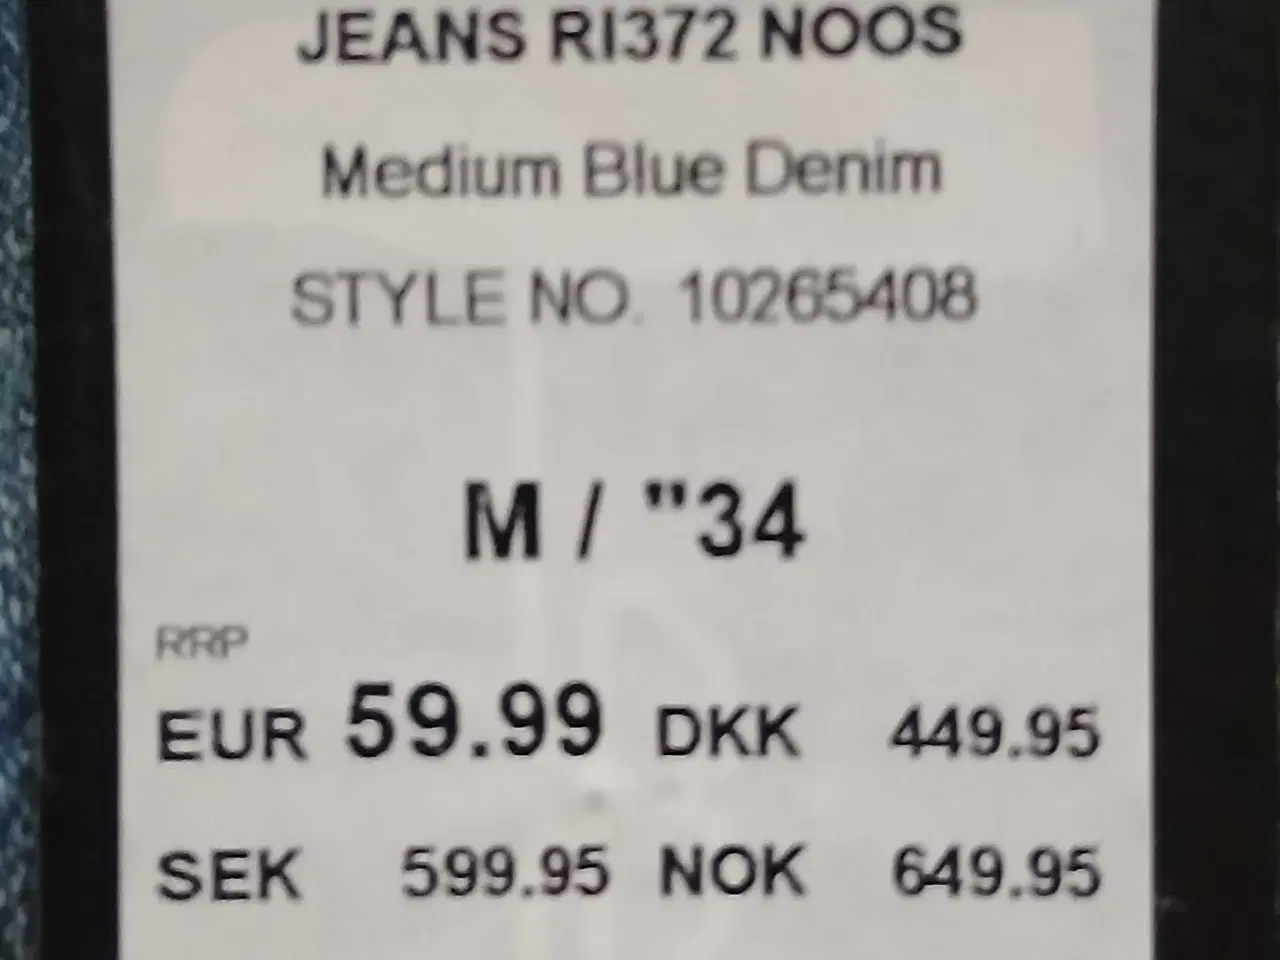 JEANS RI372 NOOS
Medium Blue Denim
STYLE NO. 10265408
M / "34
RRP
EUR 59.99 DKK 449.95
SEK 599.95 NOK 649.95